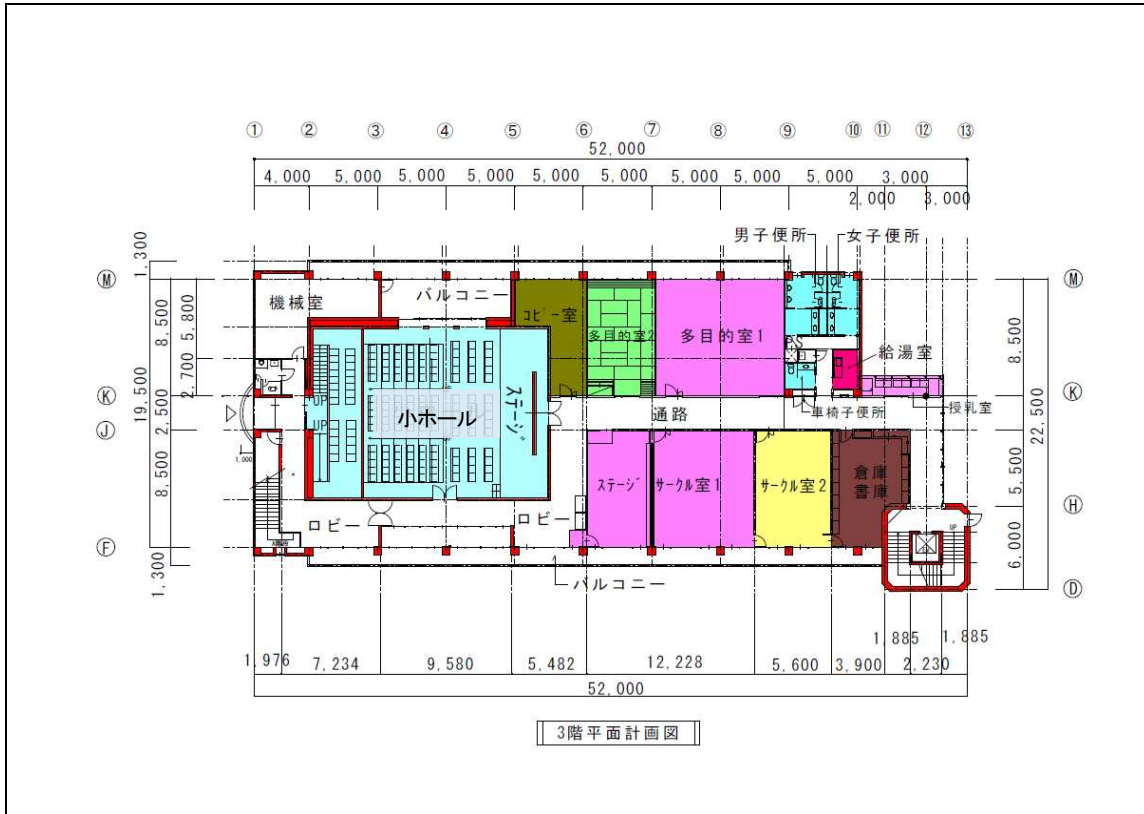 ① ② ③ ④ ⑤ ⑥ ⑦ ⑧ ⑨ ⑩ ⑪ ⑫ ⑬
52,000
4,000 5,000 5,000 5,000 5,000 5,000 5,000 5,000 5,000 3,000
2,000 3,000
男子便所 女子便所
1,300
Ⓜ Ⓜ
機械室 バルコニー コピー室 多目的室2 多目的室1
PS
給湯室
8,500 5,800 8,500
2,700
19,500
Ⓚ Ⓚ
UP 車椅子便所 授乳室
小ホール ステージ 通路
2,500 22,500
UP
Ⓙ
1,000
8,500 5,500
ステージ サークル室1 サークル室2 倉庫
書庫
Ⓗ
ロビー ロビー UP
Ⓕ 6,000
1,300 バルコニー
Ⓓ
1,885 1,885
1,976 7,234 9,580 5,482 12,228 5,600 3,900 2,230
52,000
3階平面計画図